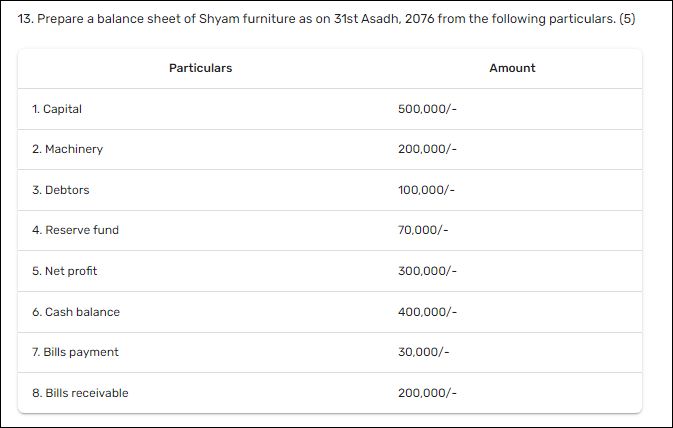 13. Prepare a balance sheet of Shyam furniture as on 31st Asadh, 2076 from the following particulars. (5)
Particulars Amount
1. Capital 500,000/-
2. Machinery 200,000/-
3. Debtors 100,000/-
4. Reserve fund 70,000/-
5. Net profit 300,000/-
6. Cash balance 400,000/-
7. Bills payment 30,000/-
8. Bills receivable 200,000/-